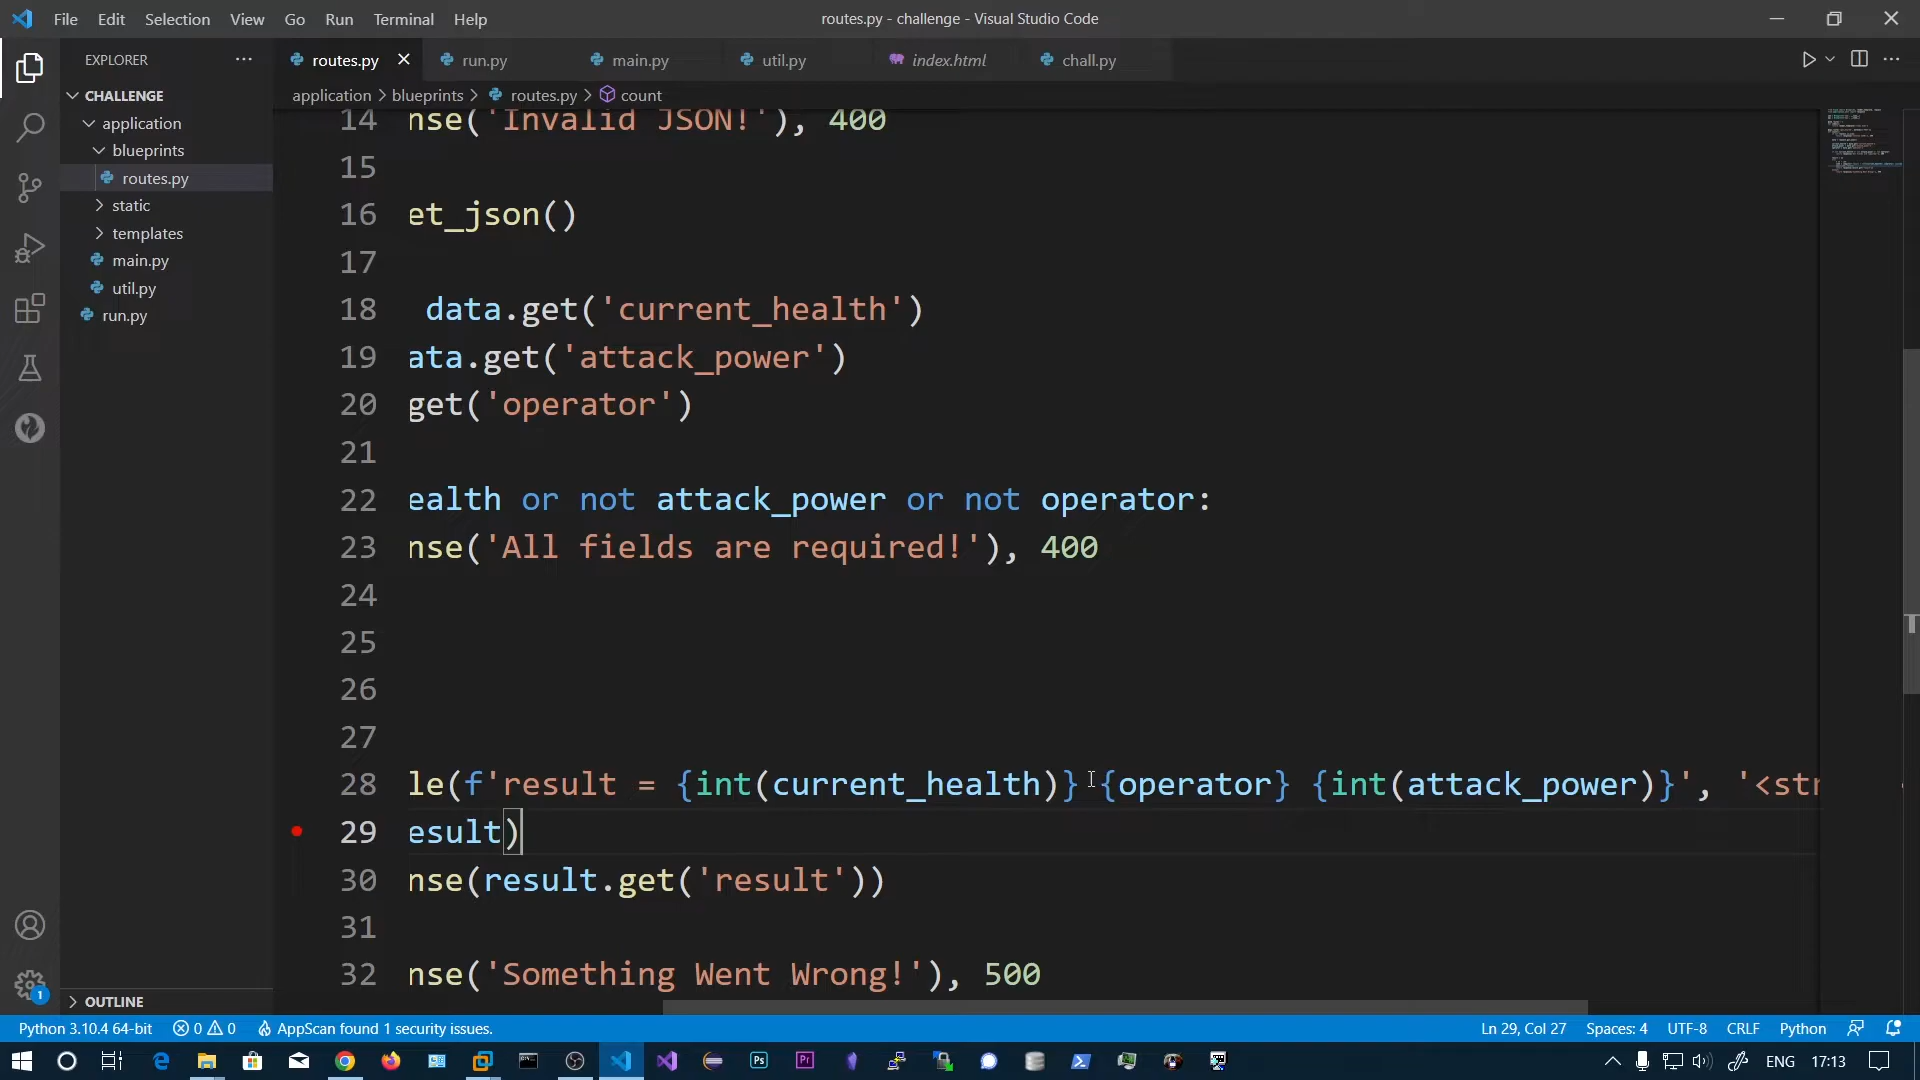 File Edit Selection View Go Run Terminal Help
routes.py - challenge - Visual Studio Code
EXPLORER
routes.py
run.py
main.py
util.py
index.html
chall.py
CHALLENGE
application > blueprints > routes.py > count
application
blueprints
routes.py
static
templates
main.py
util.py
run.py
OUTLINE
14 nse('Invalid JSON!'), 400
15
16 et_json()
17
18 data.get('current_health')
19 ata.get('attack_power')
20 get('operator')
21
22 ealth or not attack_power or not operator:
23 nse('All fields are required!'), 400
24
25
26
27
28 le(f'result = {int(current_health)} {operator} {int(attack_power)}', '<str
29 esult)
30 nse(result.get('result'))
31
32 nse('Something Went Wrong!'), 500
1
Python 3.10.4 64-bit 0 0 AppScan found 1 security issues.
Ln 29, Col 27 Spaces: 4 UTF-8 CRLF Python
Ps Pr
ENG 17:13